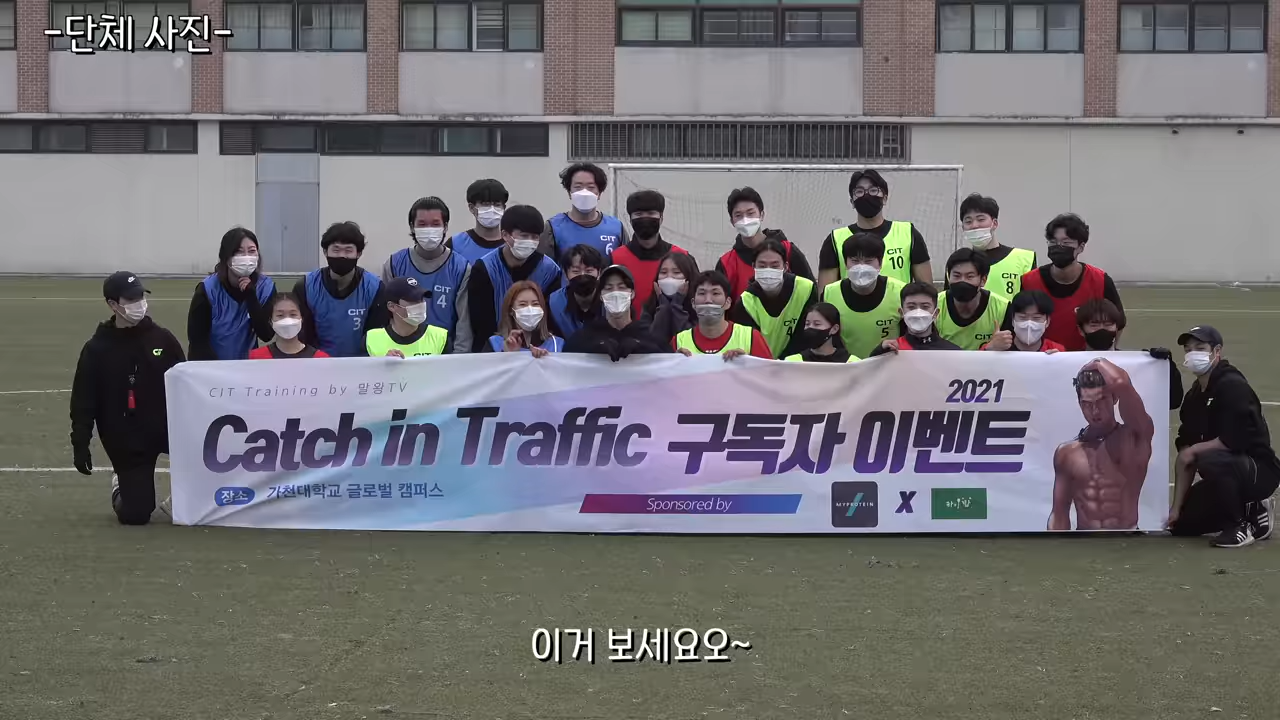 -단체 사진-
CIT
10
CIT
8
6
CIT
4
CIT
3
CIT
4
CIT
5
CIT Training by 말왕TV
2021
Catch in Traffic 구독자 이벤트
장소 가천대학교 글로벌 캠퍼스
Sponsored by
MYPROTEIN
X
이거 보세요오~